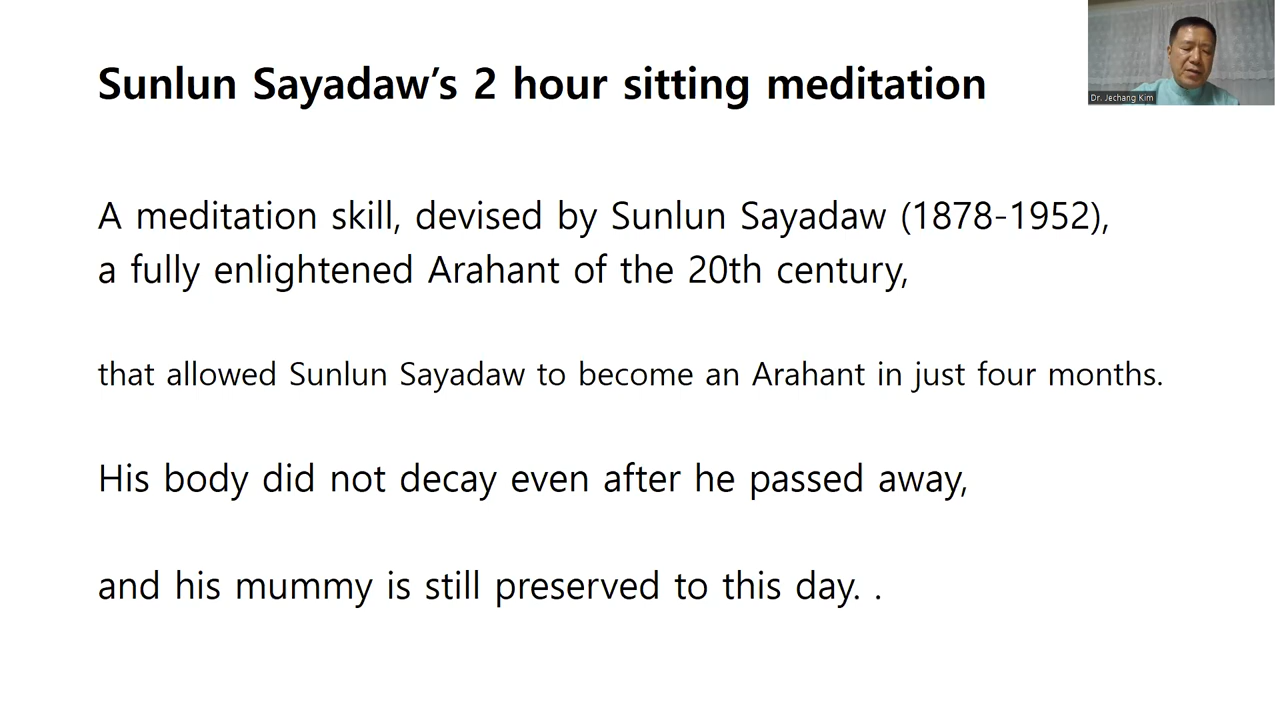 Sunlun Sayadaw’s 2 hour sitting meditation
Dr. Jechang Kim
A meditation skill, devised by Sunlun Sayadaw (1878-1952),
a fully enlightened Arahant of the 20th century,
that allowed Sunlun Sayadaw to become an Arahant in just four months.
His body did not decay even after he passed away,
and his mummy is still preserved to this day. .